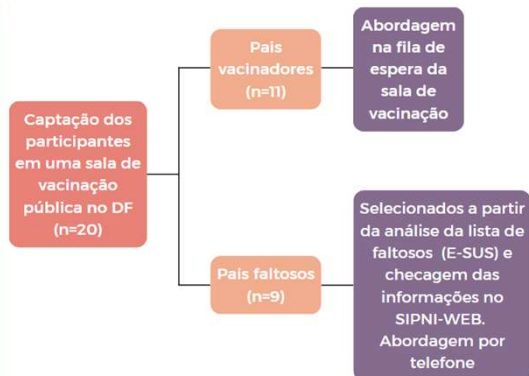 Captação dos
participantes
em uma sala de
vacinação
pública no DF
(n=20)
Pais
vacinadores
(n=11)
Abordagem
na fila de
espera da
sala de
vacinação
Pais faltosos
(n=9)
Selecionados a partir
da análise da lista de
faltosos (E-SUS) e
checagem das
informações no
SIPNI-WEB.
Abordagem por
telefone